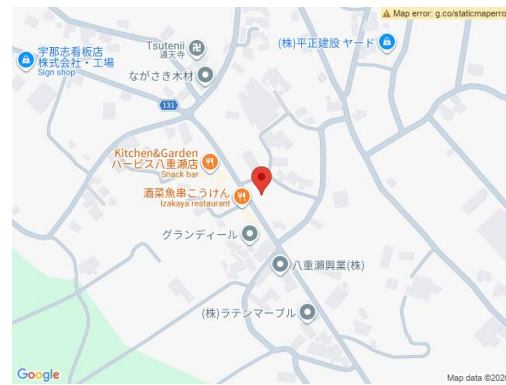 Map error: g.co/staticmaperro
Tsutenji
通天寺
(株)平正建設 ヤード
宇那志看板店
株式会社・工場
Sign shop
ながさき木材
131
Kitchen&Garden
ハービス八重瀬店
Snack bar
酒菜魚串こうけん
Izakaya restaurant
グランディール
八重瀬興業(株)
(株)ラテンマーブル
Google
Map data ©2026